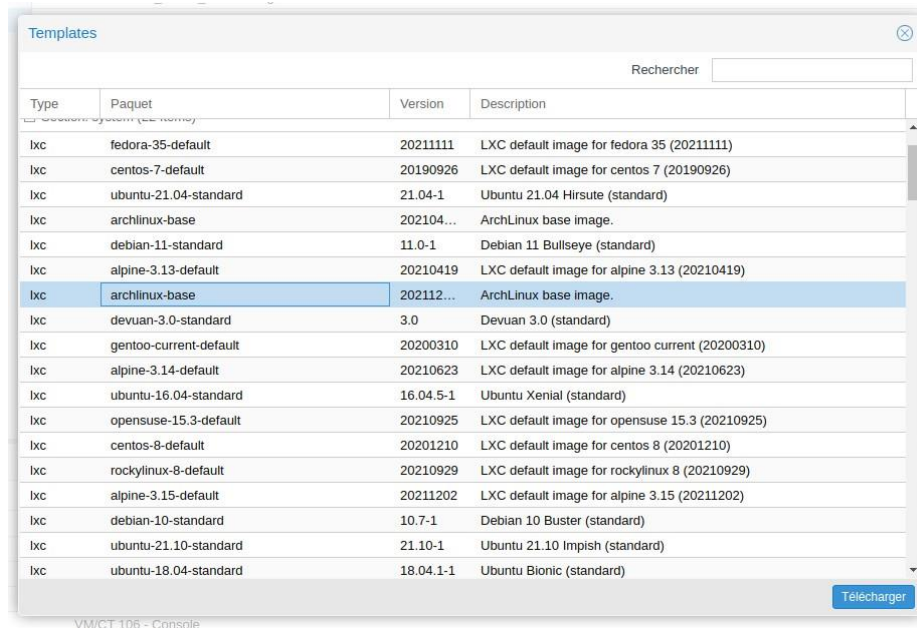 Templates
Rechercher
Type Paquet Version Description
Section: system (22 Items)
lxc fedora-35-default 20211111 LXC default image for fedora 35 (20211111)
lxc centos-7-default 20190926 LXC default image for centos 7 (20190926)
lxc ubuntu-21.04-standard 21.04-1 Ubuntu 21.04 Hirsute (standard)
lxc archlinux-base 202104... ArchLinux base image.
lxc debian-11-standard 11.0-1 Debian 11 Bullseye (standard)
lxc alpine-3.13-default 20210419 LXC default image for alpine 3.13 (20210419)
lxc archlinux-base 202112... ArchLinux base image.
lxc devuan-3.0-standard 3.0 Devuan 3.0 (standard)
lxc gentoo-current-default 20200310 LXC default image for gentoo current (20200310)
lxc alpine-3.14-default 20210623 LXC default image for alpine 3.14 (20210623)
lxc ubuntu-16.04-standard 16.04.5-1 Ubuntu Xenial (standard)
lxc opensuse-15.3-default 20210925 LXC default image for opensuse 15.3 (20210925)
lxc centos-8-default 20201210 LXC default image for centos 8 (20201210)
lxc rockylinux-8-default 20210929 LXC default image for rockylinux 8 (20210929)
lxc alpine-3.15-default 20211202 LXC default image for alpine 3.15 (20211202)
lxc debian-10-standard 10.7-1 Debian 10 Buster (standard)
lxc ubuntu-21.10-standard 21.10-1 Ubuntu 21.10 Impish (standard)
lxc ubuntu-18.04-standard 18.04.1-1 Ubuntu Bionic (standard)
Télécharger
VM/CT 106 - Console